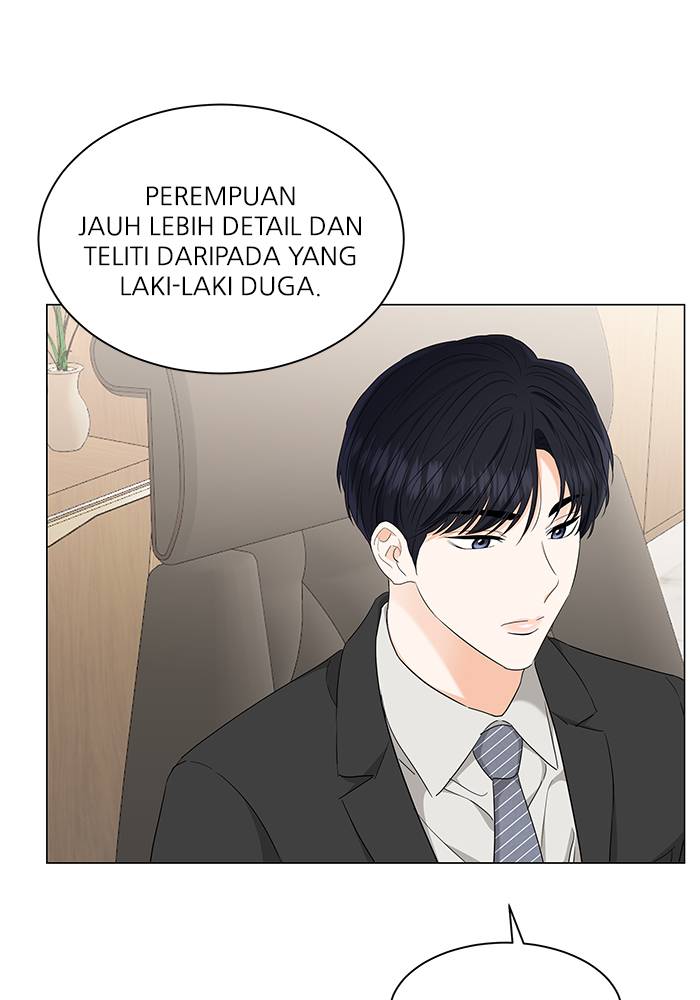 PEREMPUAN
JAUH LEBIH DETAIL DAN
TELITI DARIPADA YANG
LAKI-LAKI DUGA.